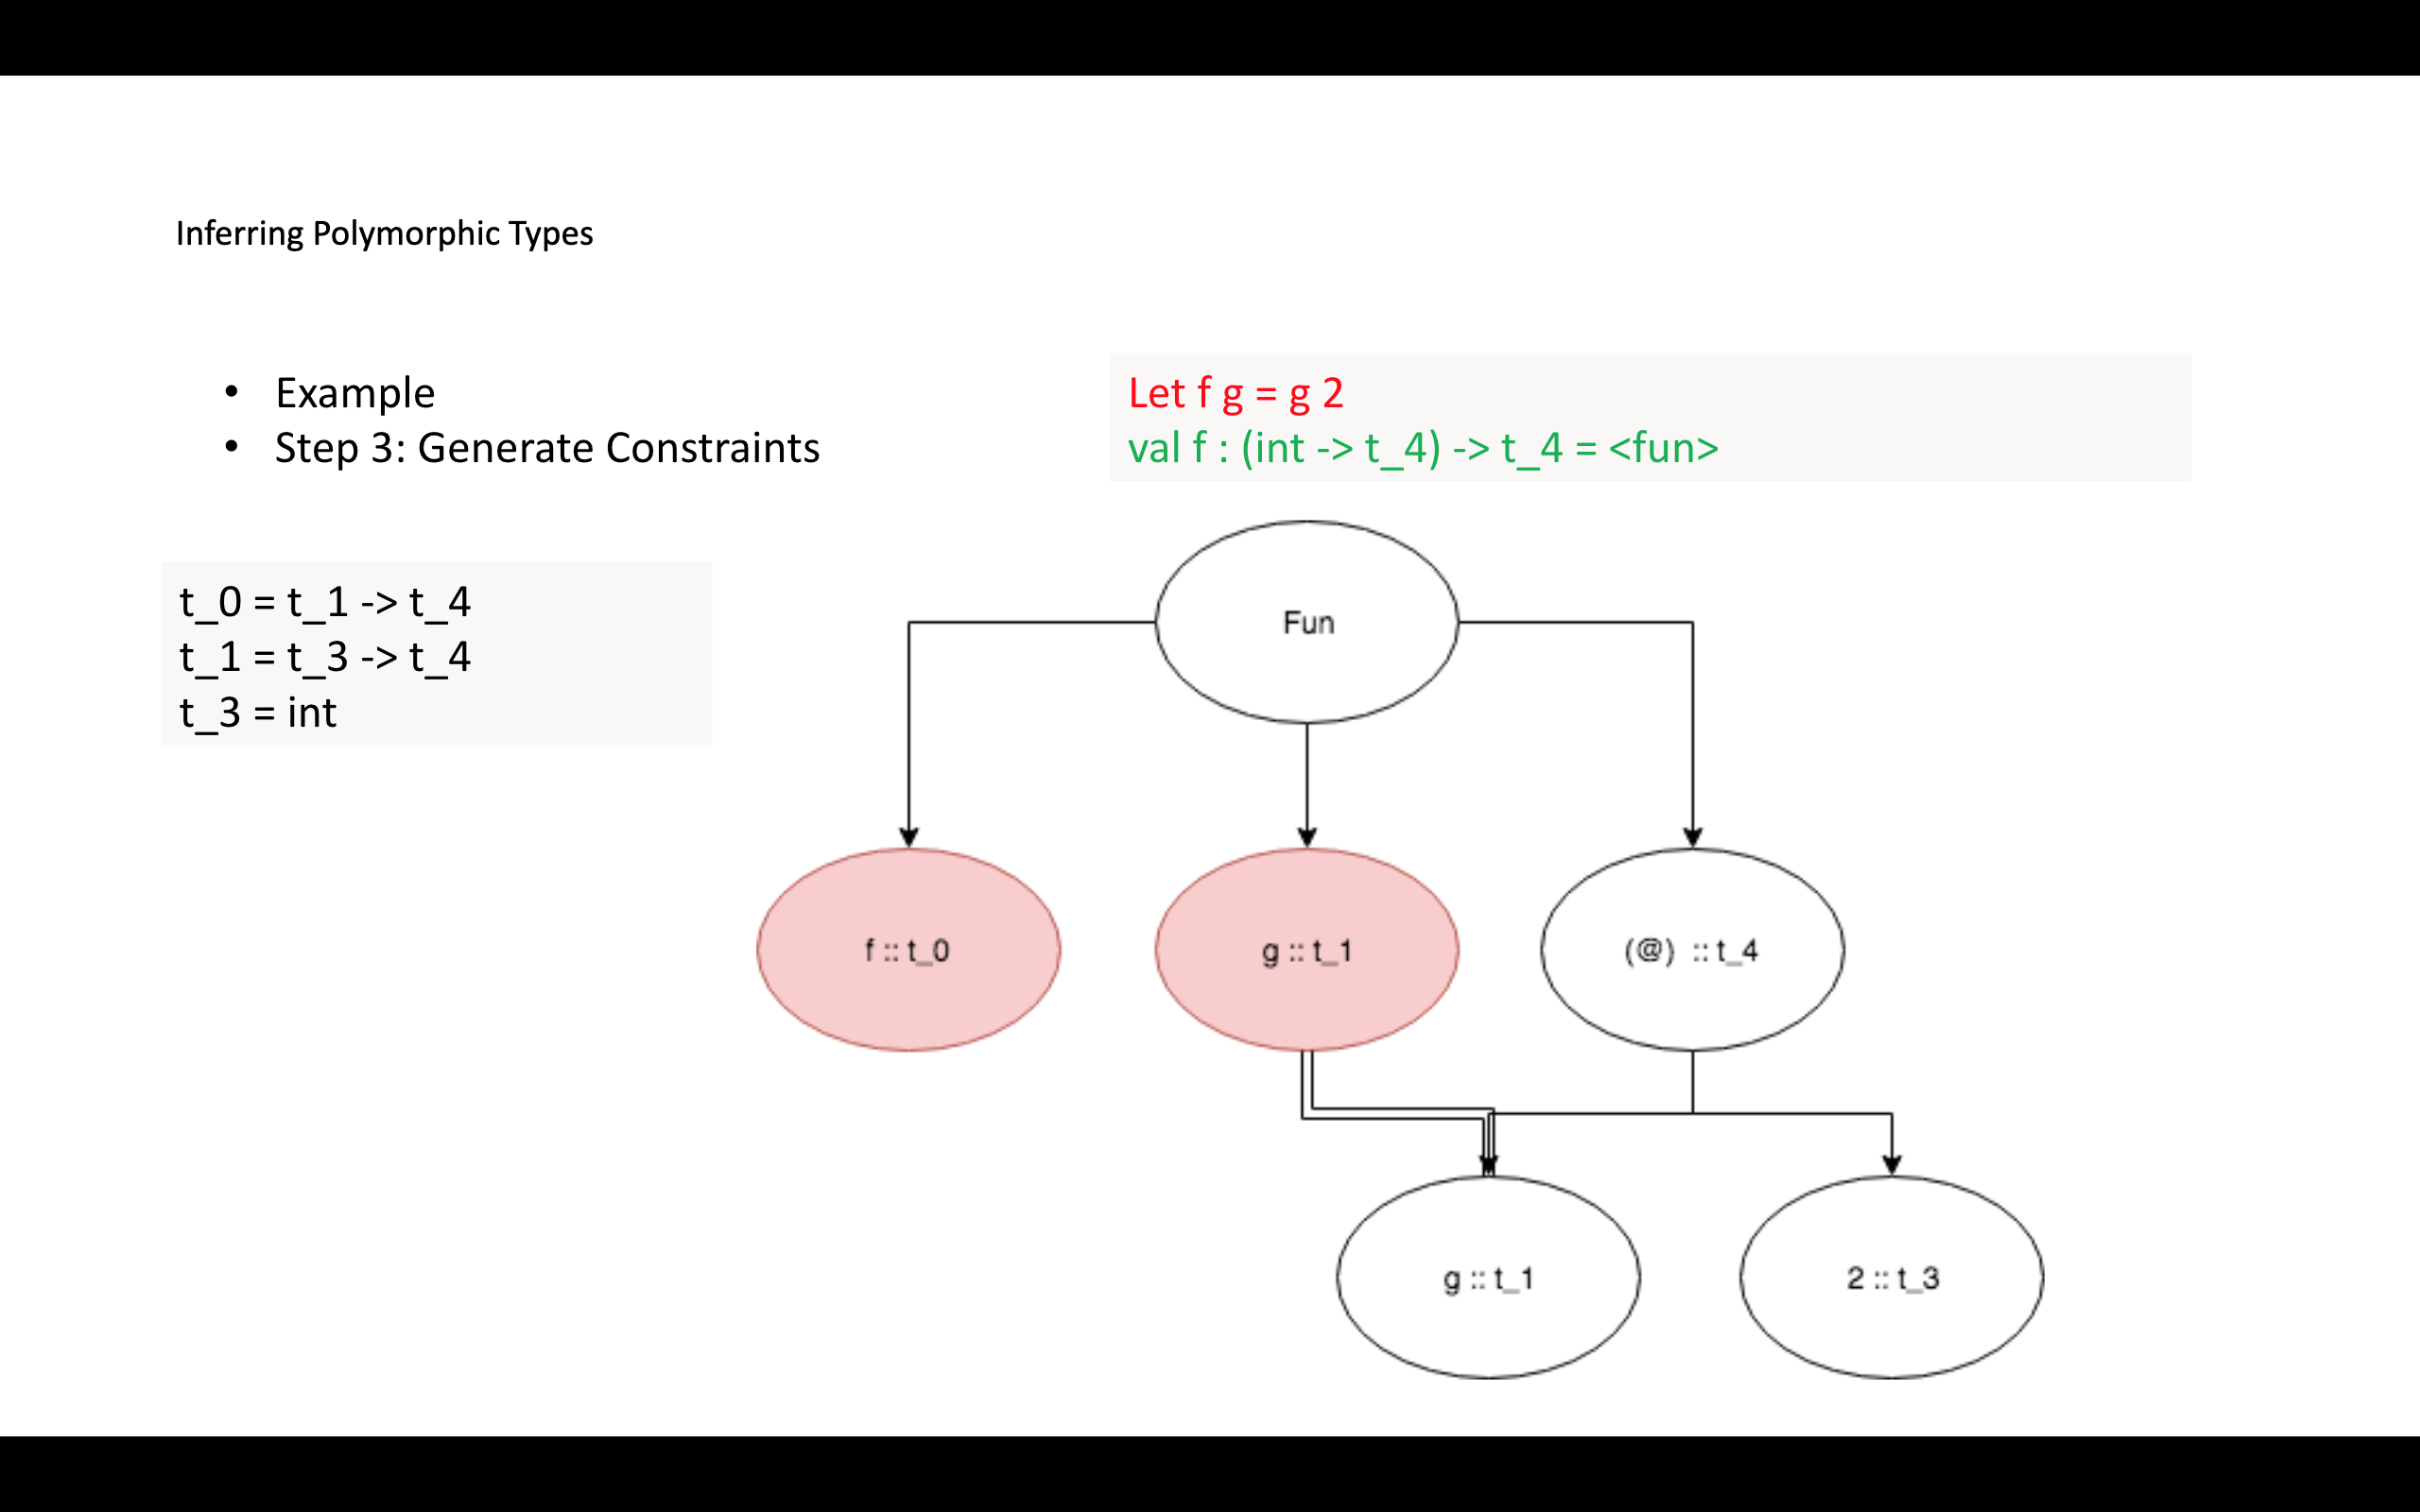 Inferring Polymorphic Types
• Example
• Step 3: Generate Constraints
Let f g = g 2
val f : (int -> t_4) -> t_4 = <fun>
t_0 = t_1 -> t_4
t_1 = t_3 -> t_4
t_3 = int
Fun
f :: t_0
g :: t_1
(@) :: t_4
g :: t_1
2 :: t_3